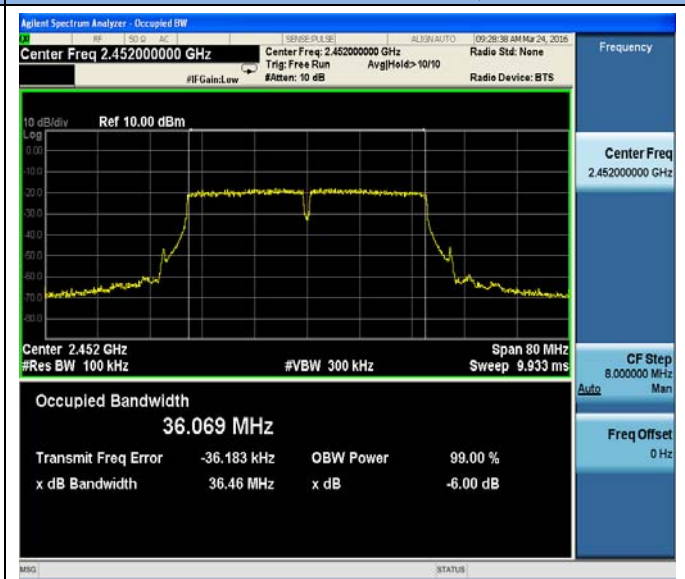 Agilent Spectrum Analyzer - Occupied BW
RF 50 Ω AC SENSE:PULSE ALIGN AUTO 09:28:38 AM Mar 24, 2016
Center Freq 2.452000000 GHz
Center Freq: 2.452000000 GHz
Radio Std: None
Trig: Free Run Avg|Hold:> 10/10
#IFGain:Low
#Atten: 10 dB
Radio Device: BTS
10 dB/div Ref 10.00 dBm
Log
0.00
-10.0
-20.0
-30.0
-40.0
-50.0
-60.0
-70.0
-80.0
Center 2.452 GHz
Span 80 MHz
#Res BW 100 kHz
#VBW 300 kHz
Sweep 9.933 ms
Occupied Bandwidth
36.069 MHz
Transmit Freq Error -36.183 kHz OBW Power 99.00 %
x dB Bandwidth 36.46 MHz x dB -6.00 dB
MSG
STATUS
Frequency
Center Freq
2.452000000 GHz
CF Step
8.000000 MHz
Auto Man
Freq Offset
0 Hz